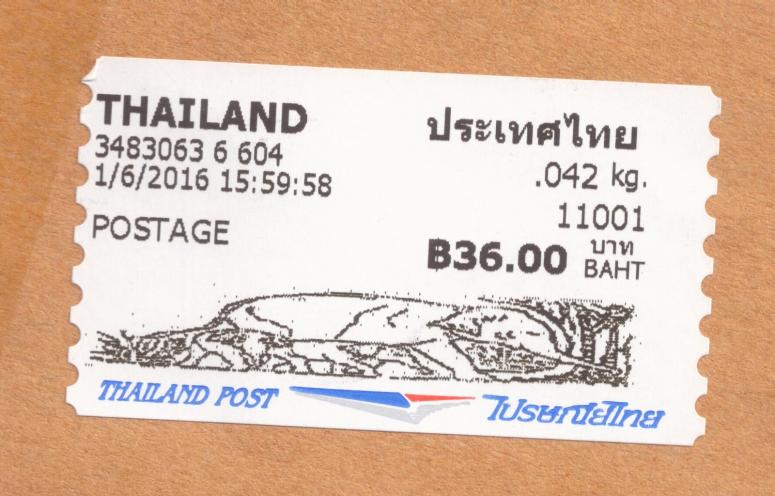 THAILAND ประเทศไทย
3483063 6 604 .042 kg.
1/6/2016 15:59:58 11001
POSTAGE ฿36.00 บาท BAHT
THAILAND POST ไปรษณีย์ไทย